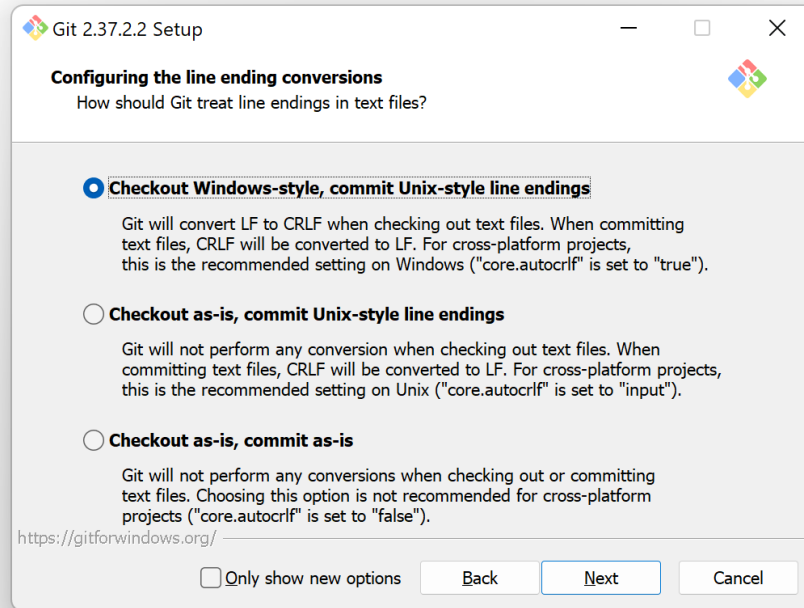 Git 2.37.2.2 Setup
Configuring the line ending conversions
How should Git treat line endings in text files?
Checkout Windows-style, commit Unix-style line endings
Git will convert LF to CRLF when checking out text files. When committing
text files, CRLF will be converted to LF. For cross-platform projects,
this is the recommended setting on Windows ("core.autocrlf" is set to "true").
Checkout as-is, commit Unix-style line endings
Git will not perform any conversion when checking out text files. When
committing text files, CRLF will be converted to LF. For cross-platform projects,
this is the recommended setting on Unix ("core.autocrlf" is set to "input").
Checkout as-is, commit as-is
Git will not perform any conversions when checking out or committing
text files. Choosing this option is not recommended for cross-platform
projects ("core.autocrlf" is set to "false").
https://gitforwindows.org/
Only show new options Back Next Cancel